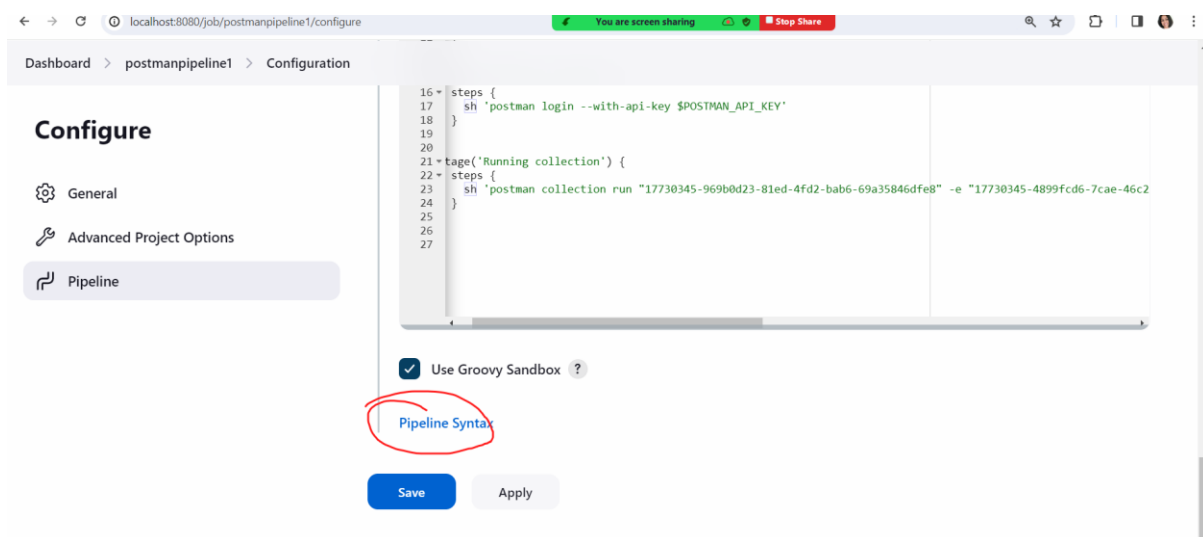 localhost:8080/job/postmanpipeline1/configure
You are screen sharing
Stop Share
Dashboard > postmanpipeline1 > Configuration
Configure
General
Advanced Project Options
Pipeline
16 steps {
17 sh 'postman login --with-api-key $POSTMAN_API_KEY'
18 }
19
20
21 tage('Running collection') {
22 steps {
23 sh 'postman collection run "17730345-969b0d23-81ed-4fd2-bab6-69a35846dfe8" -e "17730345-4899fcd6-7cae-46c2
24 }
25
26
27
Use Groovy Sandbox ?
Pipeline Syntax
Save
Apply